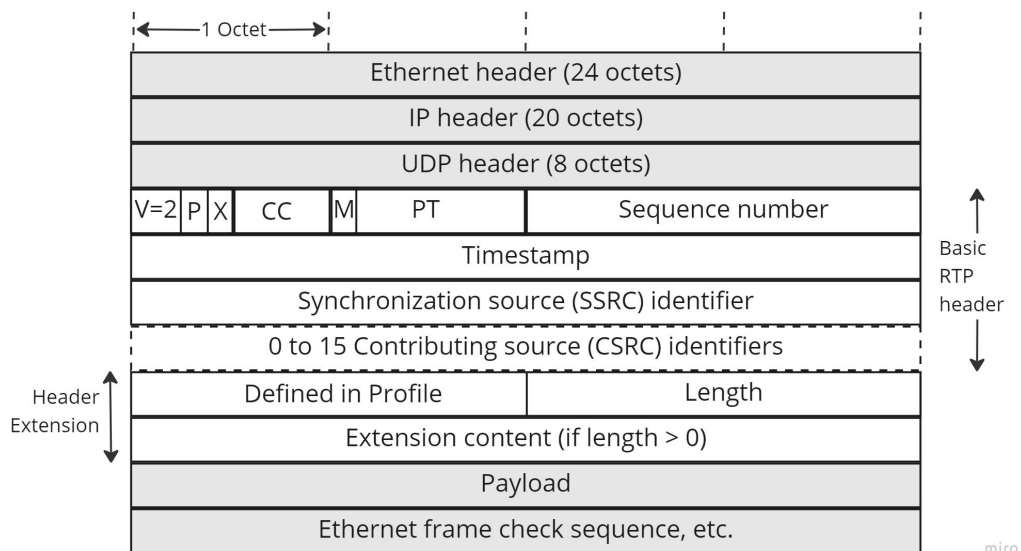 1 Octet
Ethernet header (24 octets)
IP header (20 octets)
UDP header (8 octets)
V=2 P X CC M PT Sequence number
Timestamp
Synchronization source (SSRC) identifier
0 to 15 Contributing source (CSRC) identifiers
Basic
RTP
header
Defined in Profile Length
Header
Extension
Extension content (if length > 0)
Payload
Ethernet frame check sequence, etc.
miro